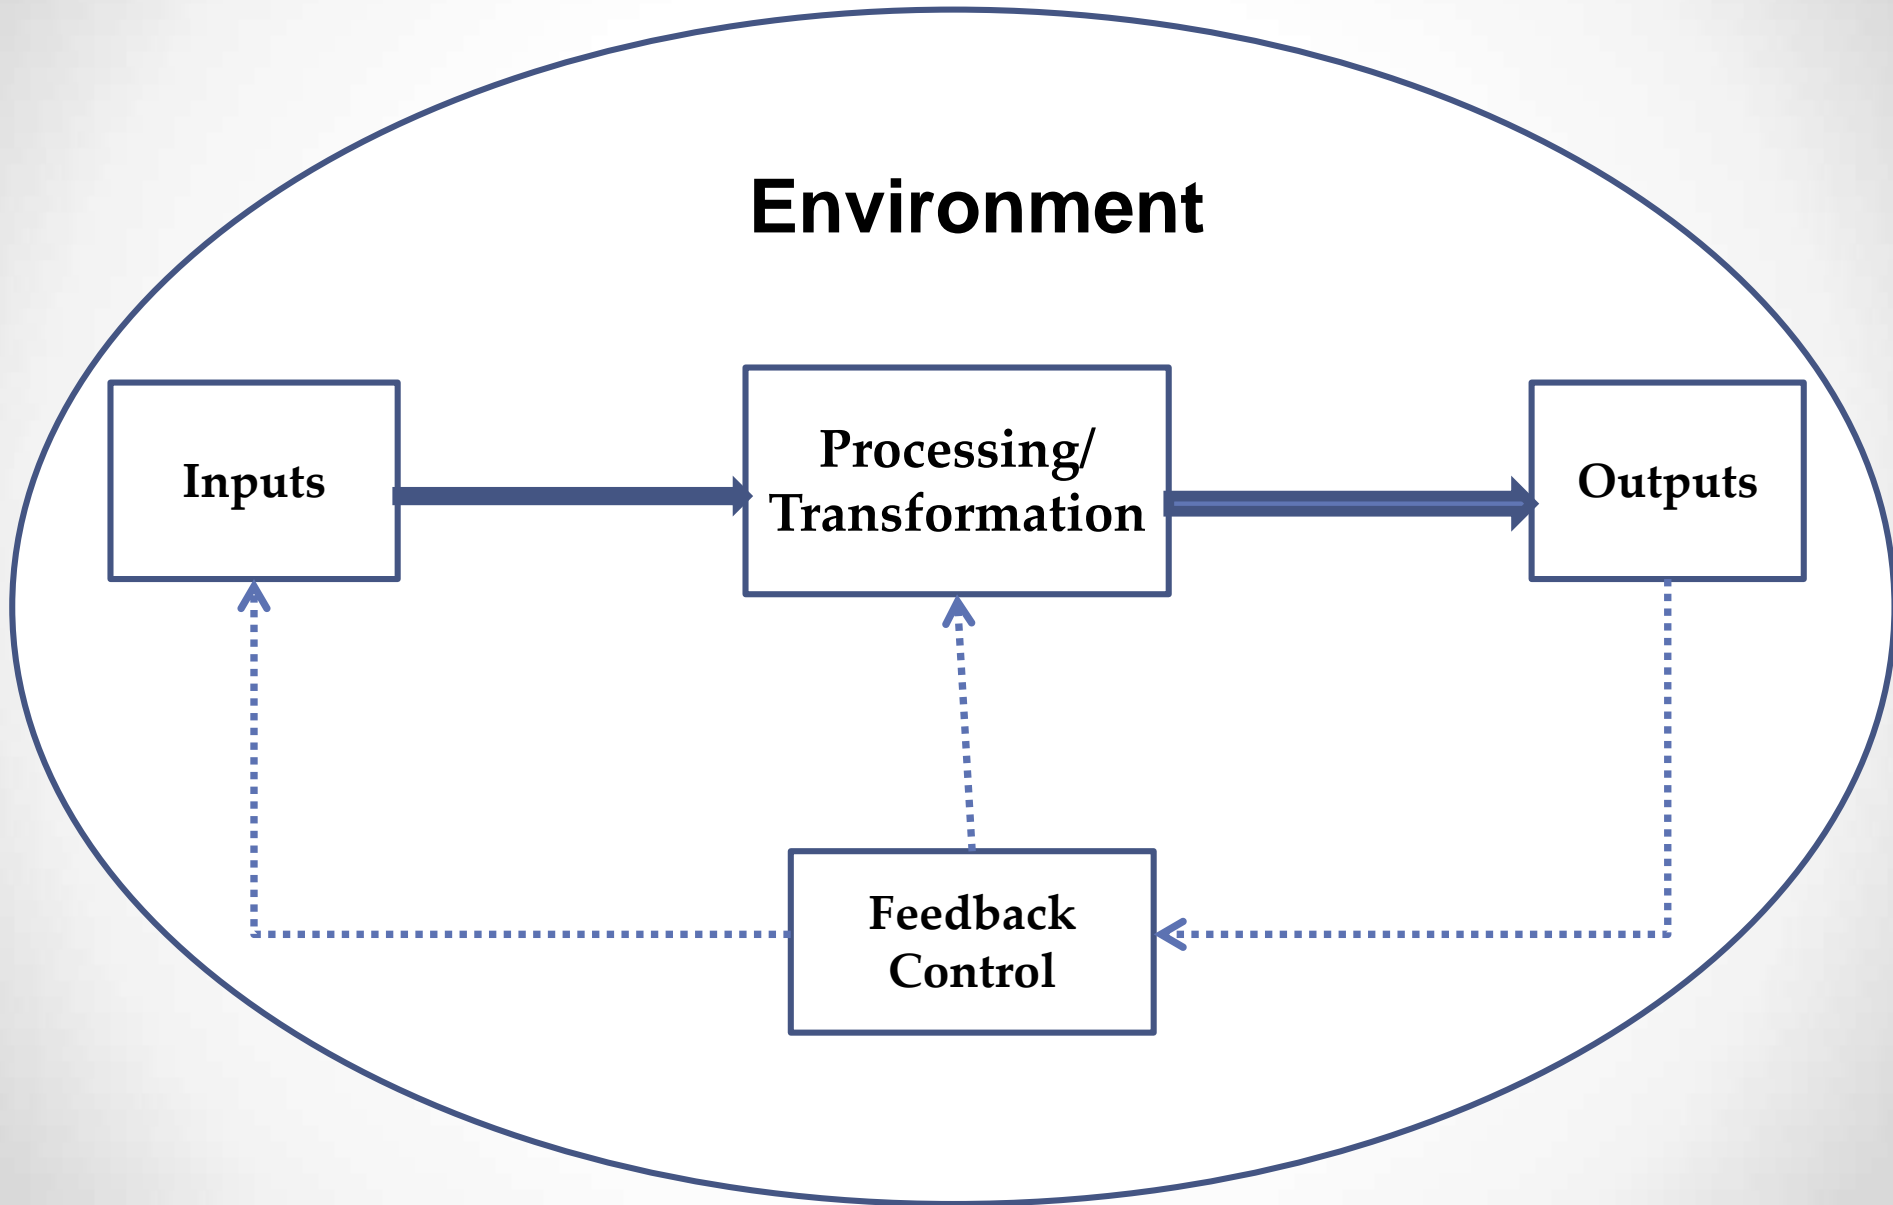 Environment
Inputs
Processing/
Transformation
Outputs
Feedback
Control